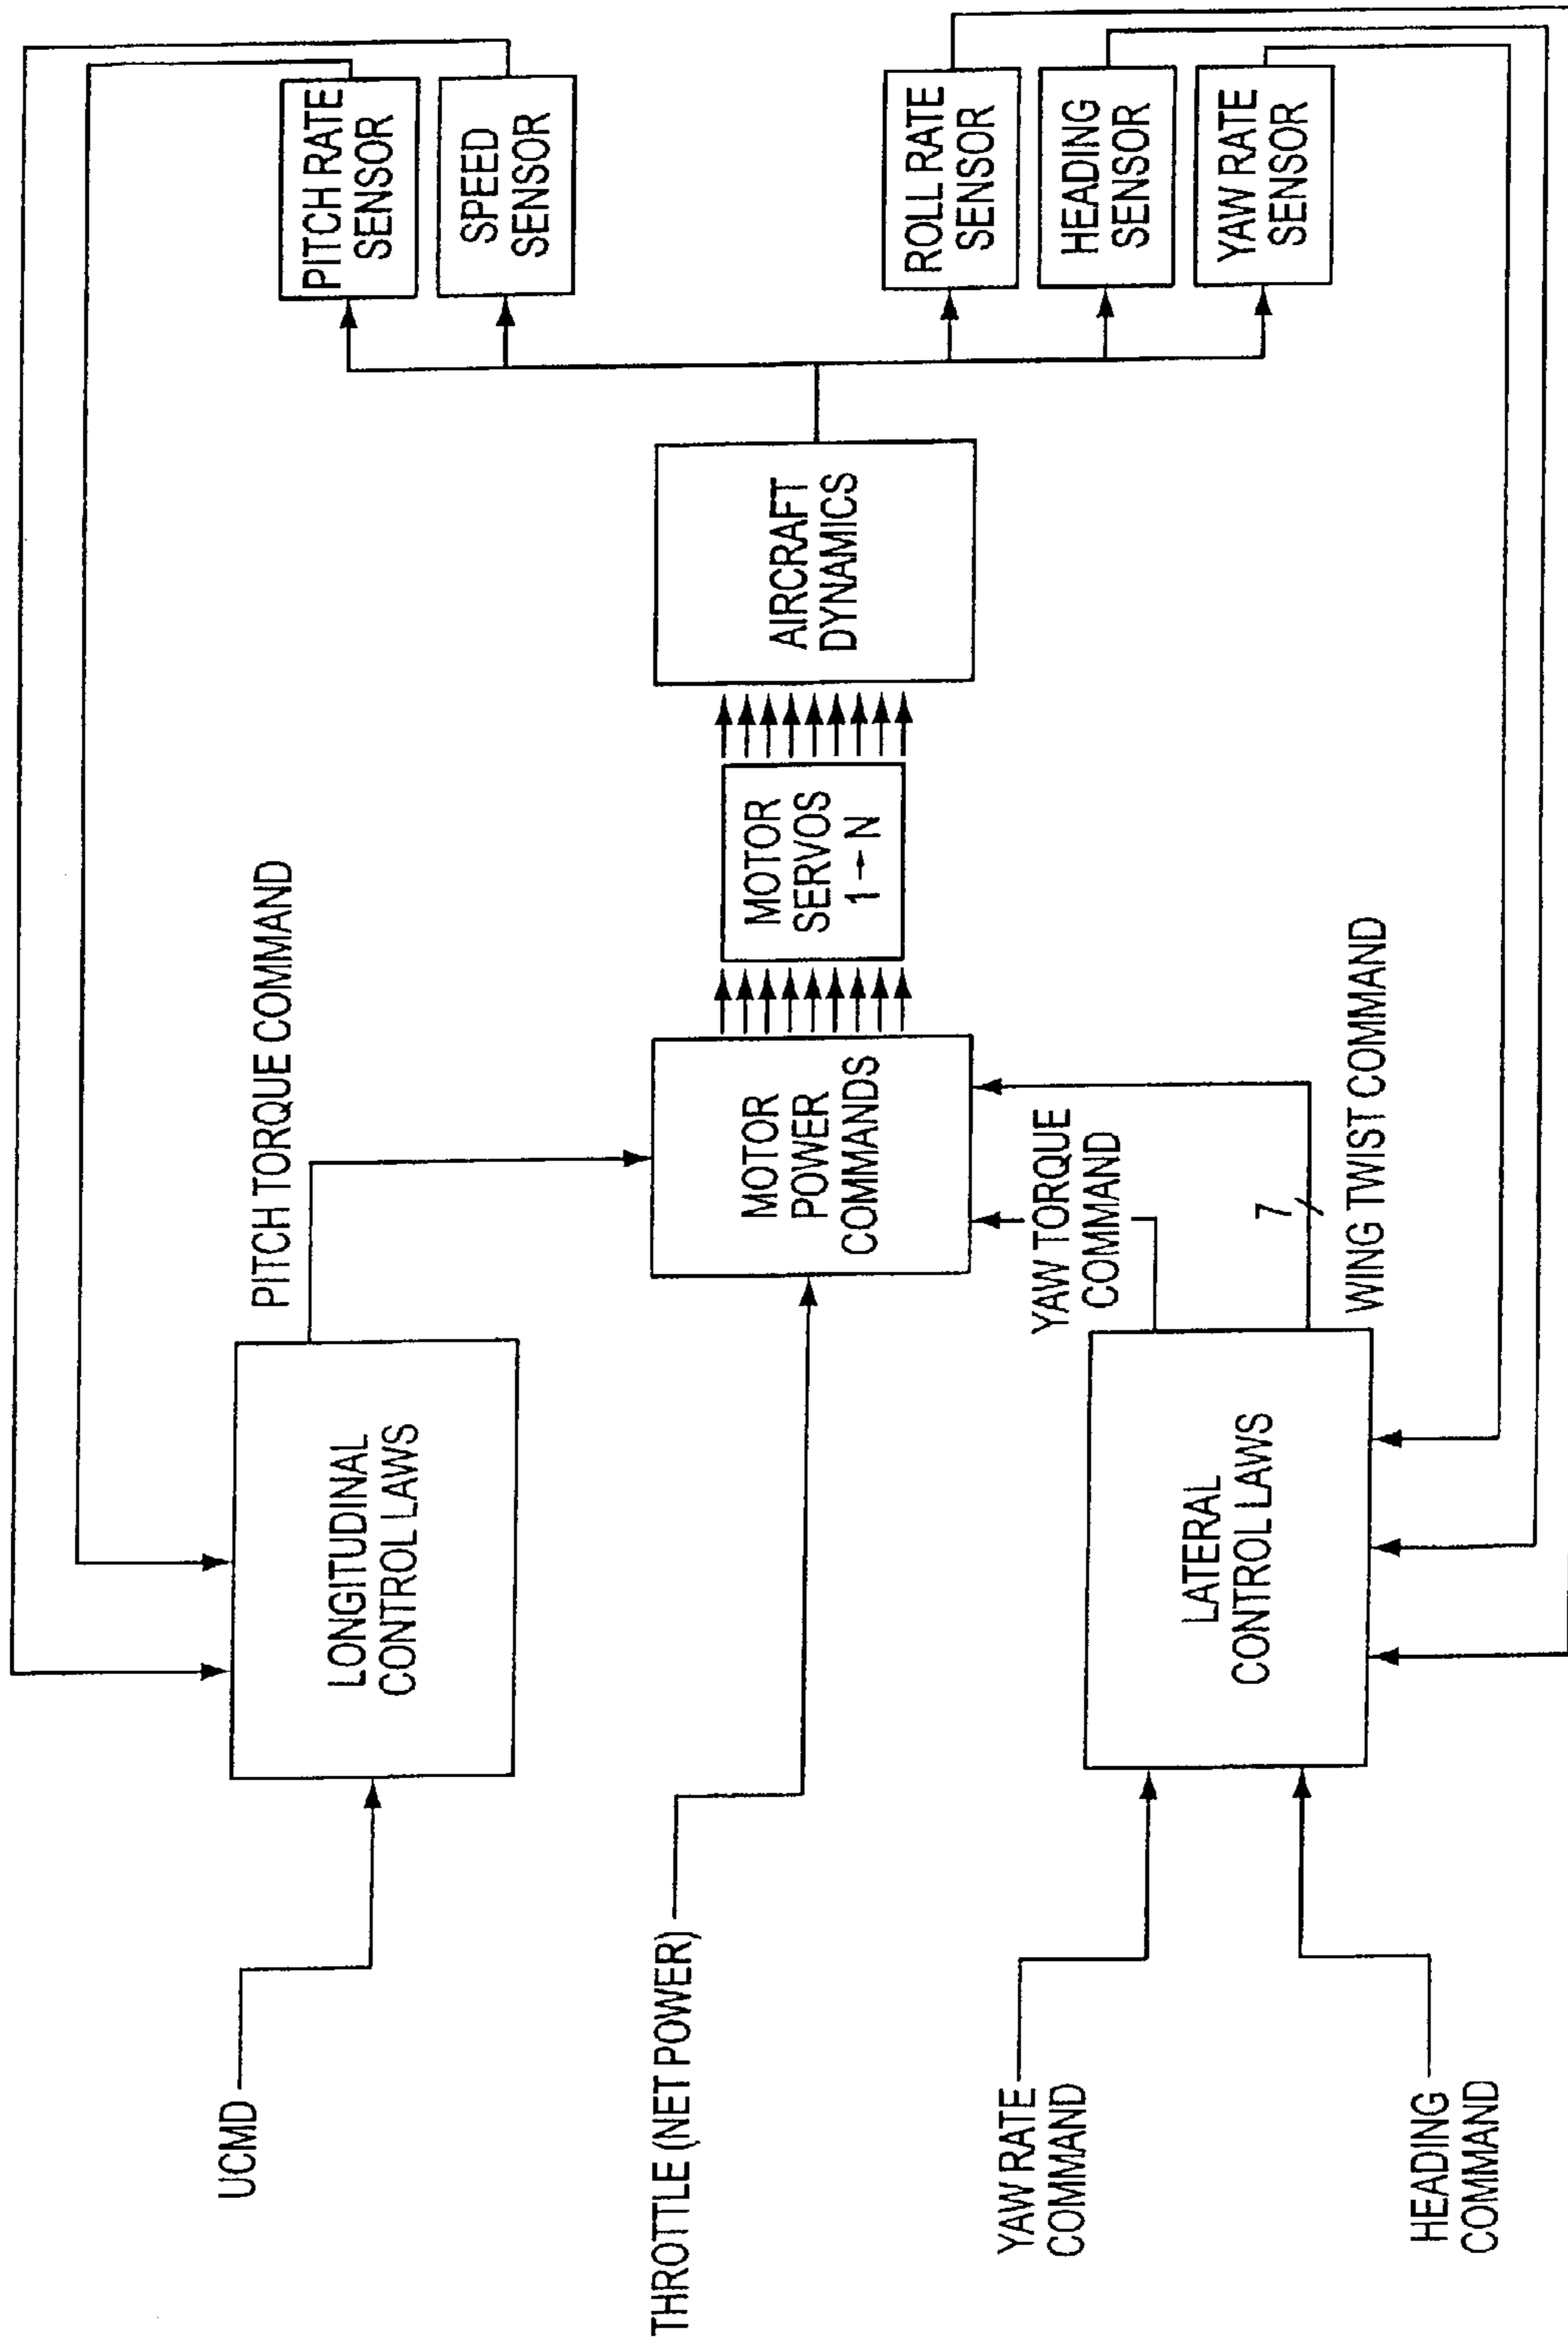 UCMD
THROTTLE (NET POWER)
YAW RATE
COMMAND
HEADING
COMMAND
LONGITUDINAL
CONTROL LAWS
LATERAL
CONTROL LAWS
PITCH TORQUE COMMAND
YAW TORQUE
COMMAND
7
WING TWIST COMMAND
MOTOR
POWER
COMMANDS
MOTOR
SERVOS
1→N
AIRCRAFT
DYNAMICS
PITCH RATE
SENSOR
SPEED
SENSOR
ROLL RATE
SENSOR
HEADING
SENSOR
YAW RATE
SENSOR